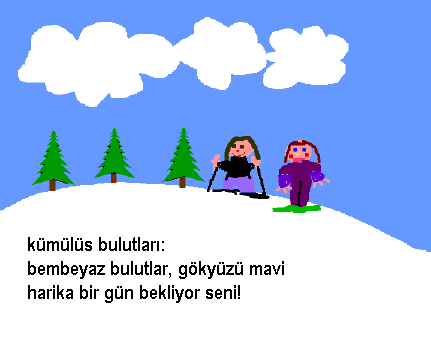 kümülüs bulutları:
bembeyaz bulutlar, gökyüzü mavi
harika bir gün bekliyor seni!